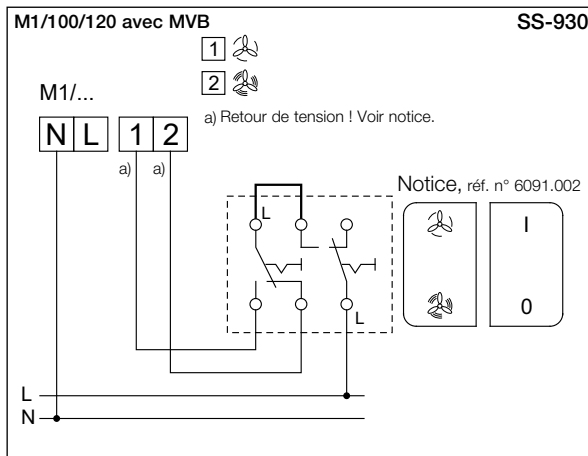 M1/100/120 avec MVB
SS-930
1
2
M1/...
a) Retour de tension ! Voir notice.
N L 1 2
a) a)
Notice, réf. n° 6091.002
L
I
0
L
L
N